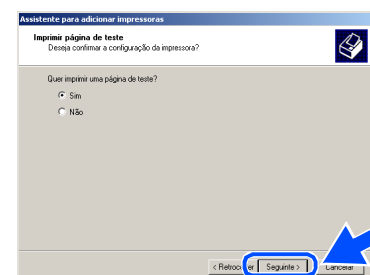 Assistente para adicionar impressoras
Imprimir página de teste
Deseja confirmar a configuração da impressora?
Quer imprimir uma página de teste?
Sim
Não
< Retroceder Seguinte > Cancelar